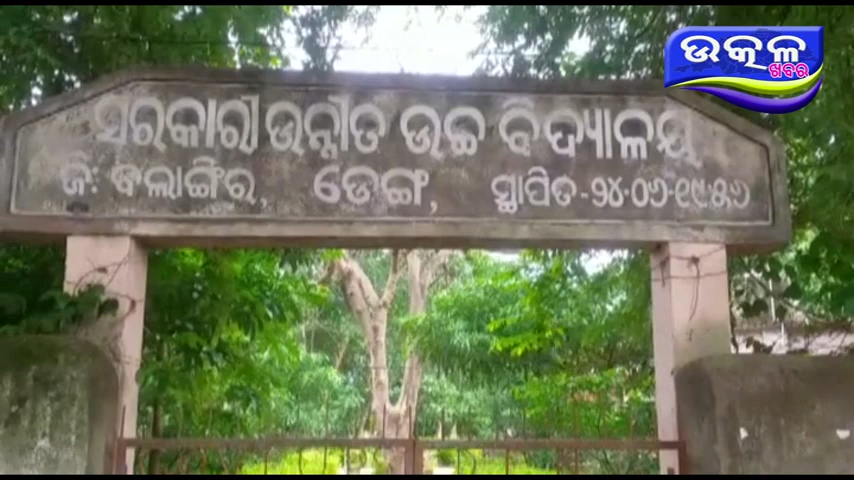 ଉତ୍କଳ
ଖବର
ସରକାରୀ ଉନ୍ନୀତ ଉଚ୍ଚ ବିଦ୍ୟାଳୟ
ଜି: ବଲାଙ୍ଗିର, ଡେଙ୍ଗ, ସ୍ଥାପିତ-୨୪-୦୬-୧୯୫୬